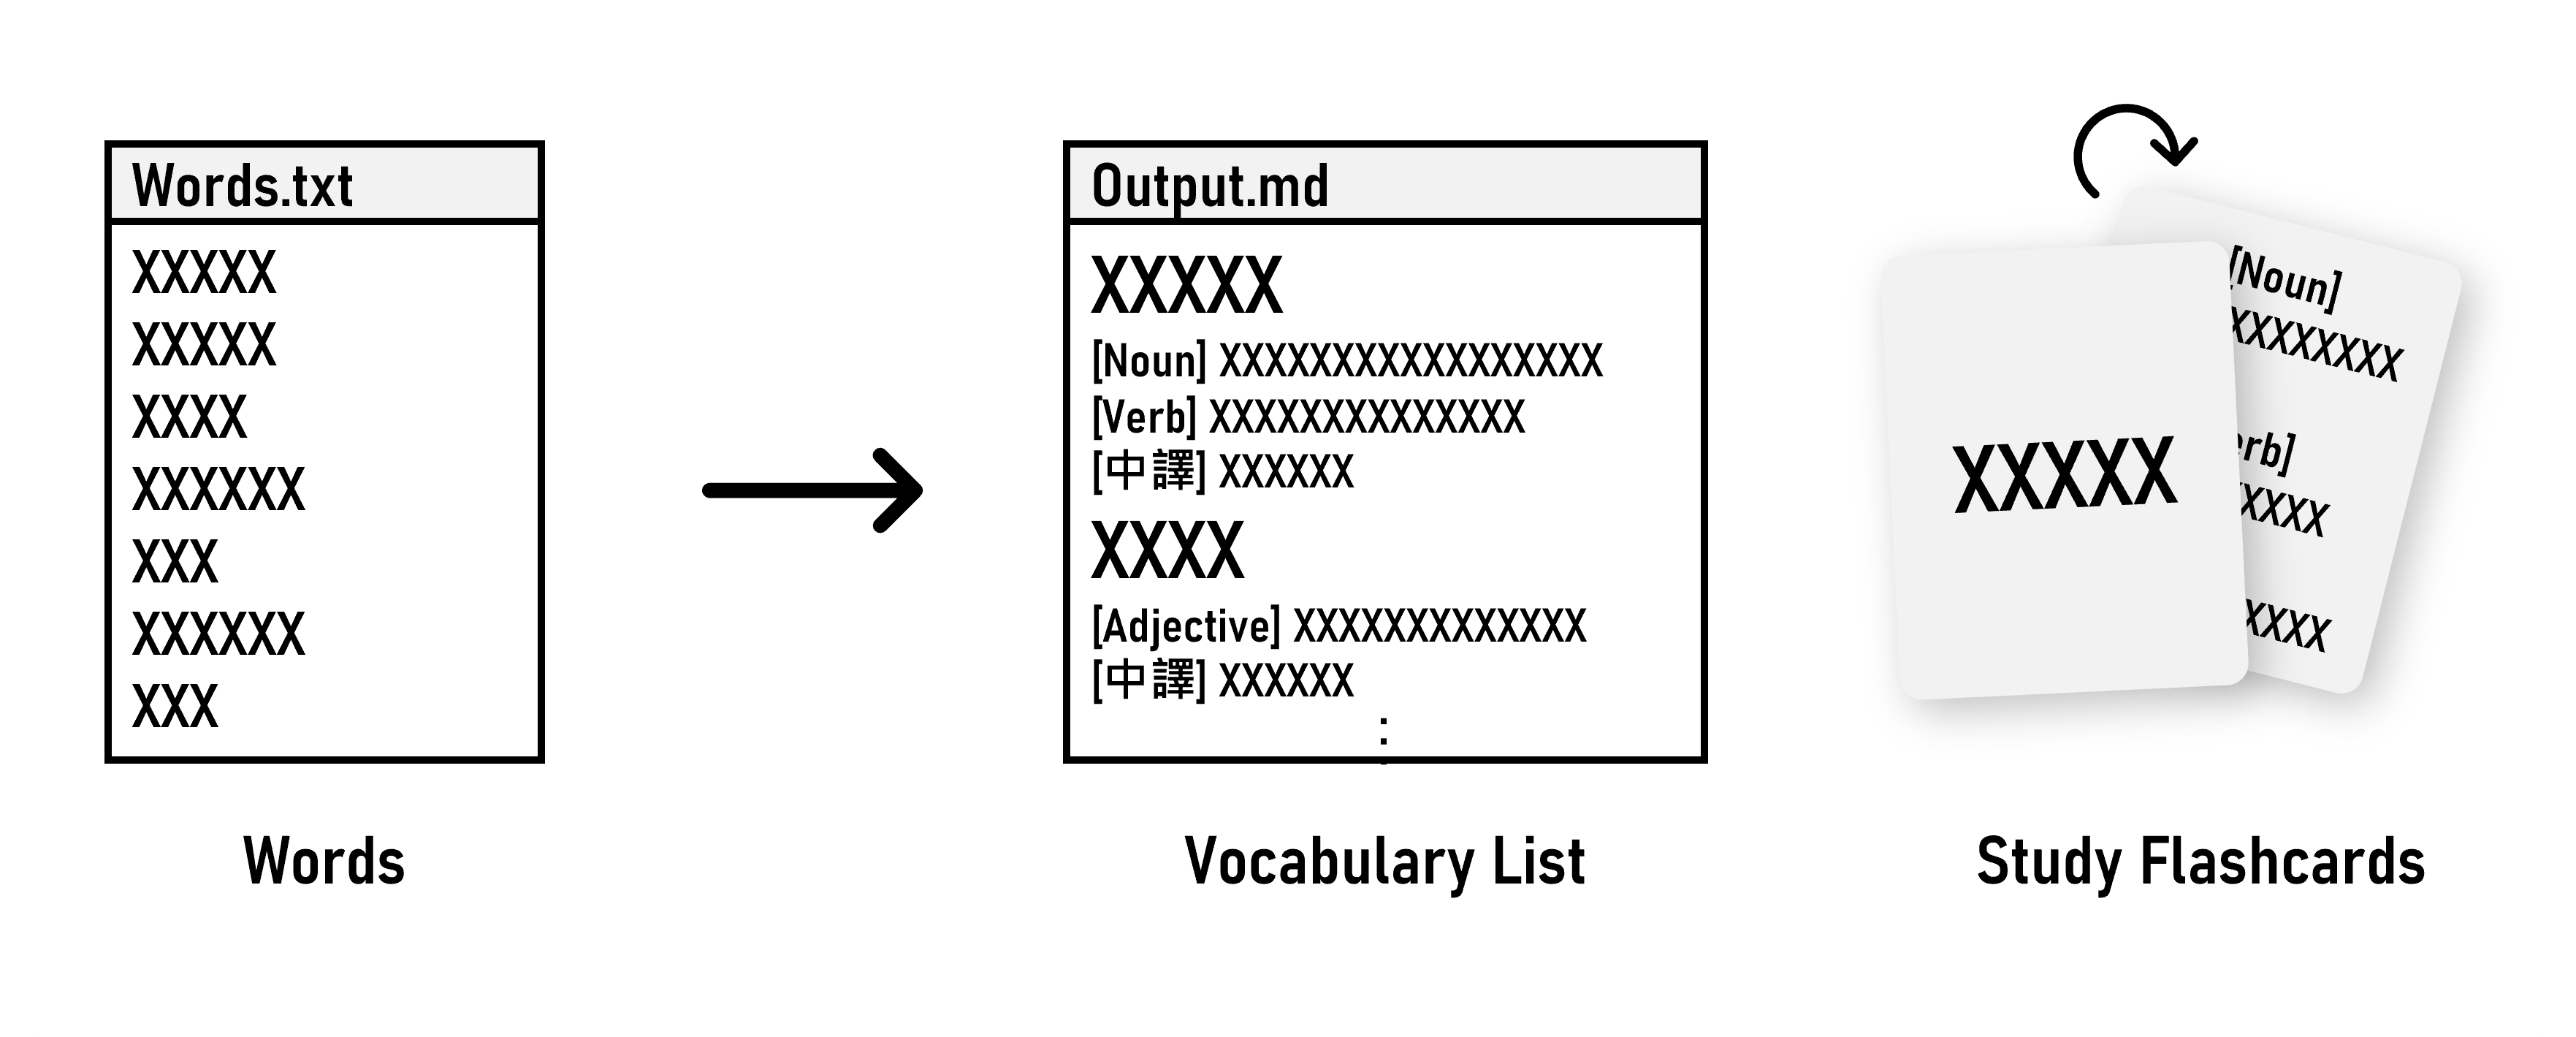 Words.txt
XXXXX
XXXXX
XXXX
XXXXXX
XXX
XXXXXX
XXX
Words
Output.md
XXXXX
[Noun] XXXXXXXXXXXXXXXXX
[Verb] XXXXXXXXXXXXXX
[中譯] XXXXXX
XXXX
[Adjective] XXXXXXXXXXXXX
[中譯] XXXXXX
:
Vocabulary List
XXXXX
[Noun]
XXXXXXXX
erb]
XXXX
XXXX
Study Flashcards